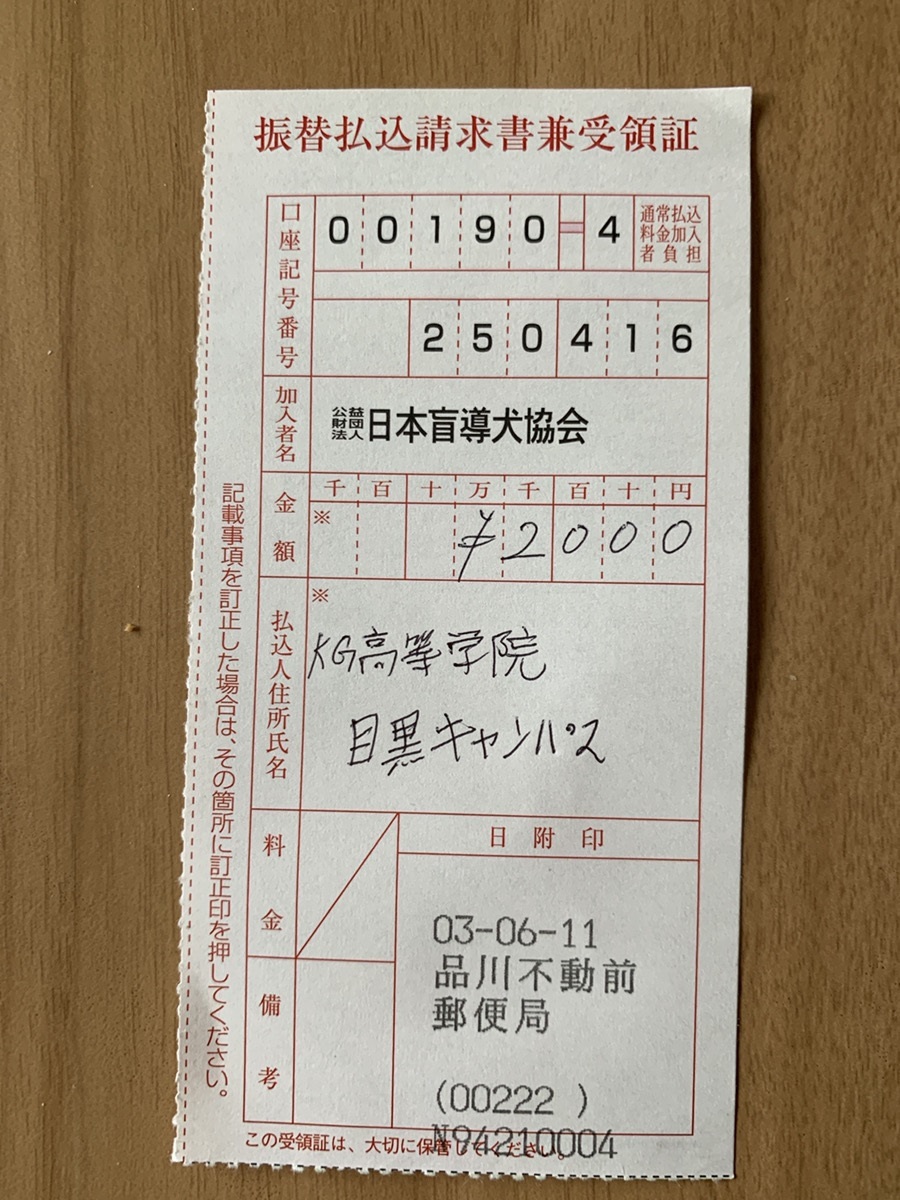 振替払込請求書兼受領証
口座記号番号
00190-4
通常払込
料金加入
者負担
250416
加入者名
公益
財団
法人
日本盲導犬協会
金額
千百十万千百十円
※
¥2000
払込人住所氏名
※
KG高等学院
目黒キャンパス
料金
日附印
備考
03-06-11
品川不動前
郵便局
(00222 )
N94210004
この受領証は、大切に保管してください。
記載事項を訂正した場合は、その箇所に訂正印を押してください。